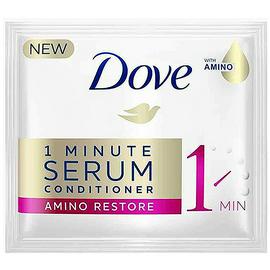 NEW
WITH
AMINO
Dove
1 MINUTE
SERUM
CONDITIONER
AMINO RESTORE
1
MIN